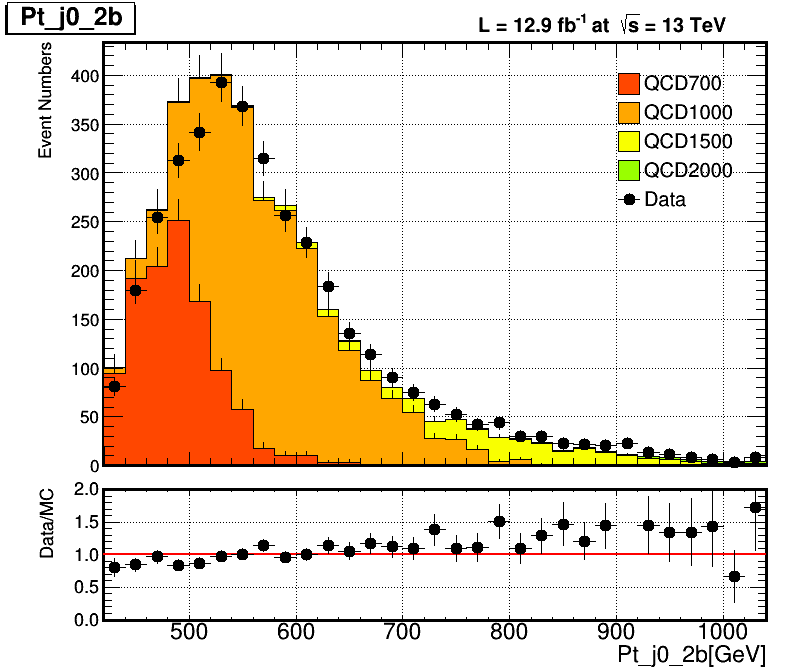 Pt_j0_2b
L = 12.9 fb⁻¹ at √s = 13 TeV
Event Numbers
400
350
300
250
200
150
100
50
0
QCD700
QCD1000
QCD1500
QCD2000
Data
Data/MC
2.0
1.5
1.0
0.5
0.0
500 600 700 800 900 1000
Pt_j0_2b[GeV]